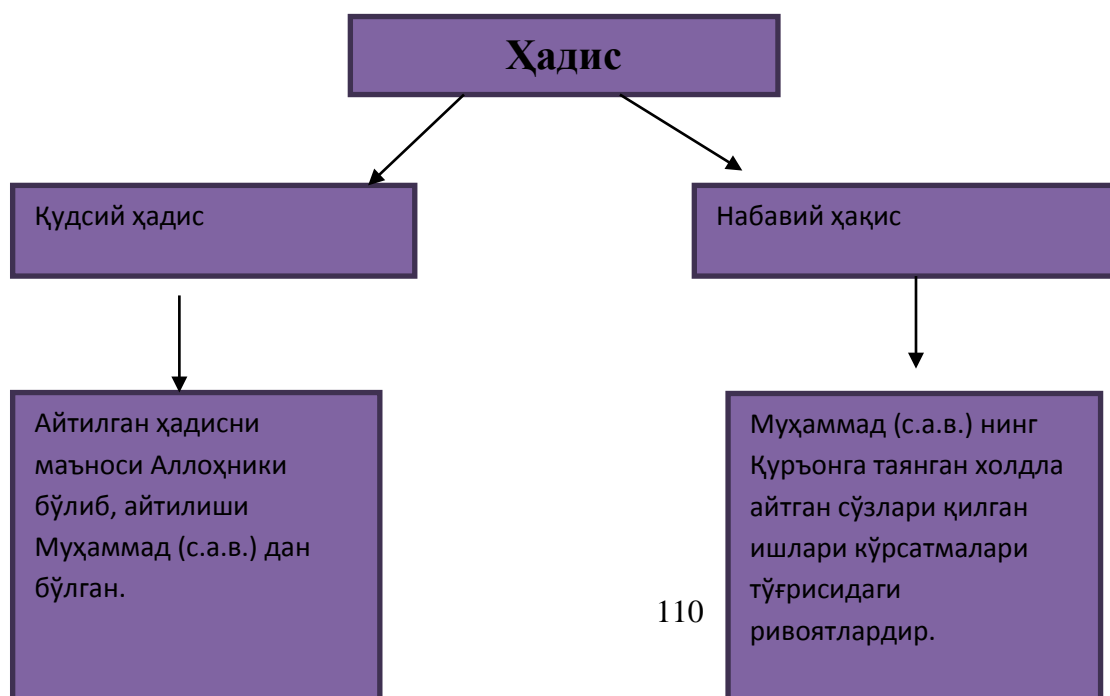 Ҳадис
Қудсий ҳадис
Набавий ҳақис
Айтилган ҳадисни
маъноси Аллоҳники
бўлиб, айтилиши
Муҳаммад (с.а.в.) дан
бўлган.
Муҳаммад (с.а.в.) нинг
Қуръонга таянган холдла
айтган сўзлари қилган
ишлари кўрсатмалари
тўғрисидаги
ривоятлардир.
110